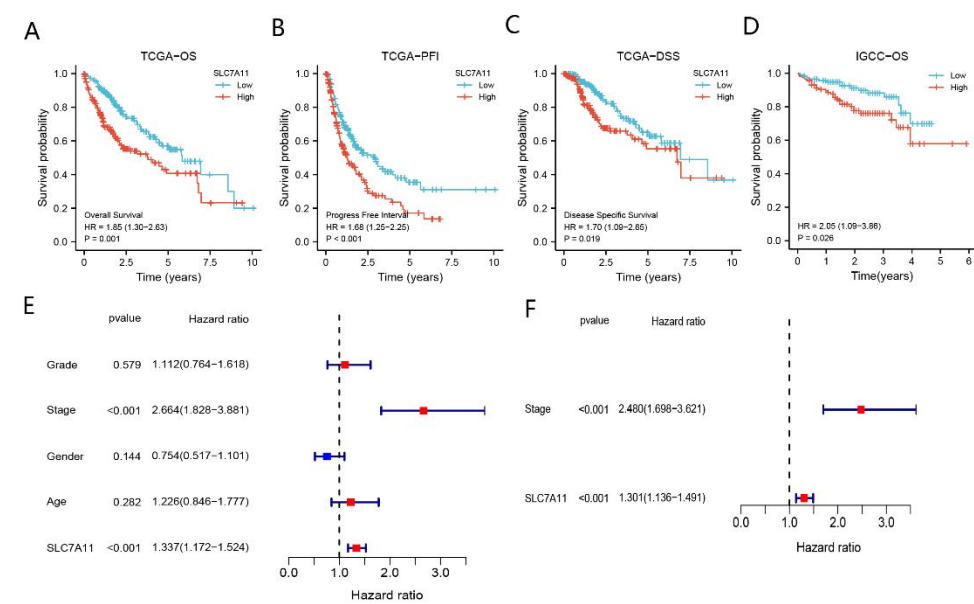 A
TCGA-OS
SLC7A11
Low
High
Survival probability
1.0
0.8
0.6
0.4
0.2
0.0
Overall Survival
HR = 1.85 (1.30-2.63)
P = 0.001
0
2.5
5
7.5
10
Time (years)
B
TCGA-PFI
SLC7A11
Low
High
Survival probability
1.0
0.8
0.6
0.4
0.2
0.0
Progress Free Interval
HR = 1.68 (1.25-2.25)
P < 0.001
0
2.5
5
7.5
10
Time (years)
C
TCGA-DSS
SLC7A11
Low
High
Survival probability
1.0
0.8
0.6
0.4
0.2
0.0
Disease Specific Survival
HR = 1.70 (1.09-2.65)
P = 0.019
0
2.5
5
7.5
10
Time (years)
D
IGCC-OS
Low
High
Survival probability
1.0
0.8
0.6
0.4
0.2
0.0
HR = 2.05 (1.09-3.86)
P = 0.026
0
1
2
3
4
5
6
Time(years)
E
pvalue Hazard ratio
Grade 0.579 1.112(0.764-1.618)
Stage <0.001 2.664(1.828-3.881)
Gender 0.144 0.754(0.517-1.101)
Age 0.282 1.226(0.846-1.777)
SLC7A11 <0.001 1.337(1.172-1.524)
0.0 1.0 2.0 3.0
Hazard ratio
F
pvalue Hazard ratio
Stage <0.001 2.480(1.698-3.621)
SLC7A11 <0.001 1.301(1.136-1.491)
0.0 1.0 2.0 3.0
Hazard ratio